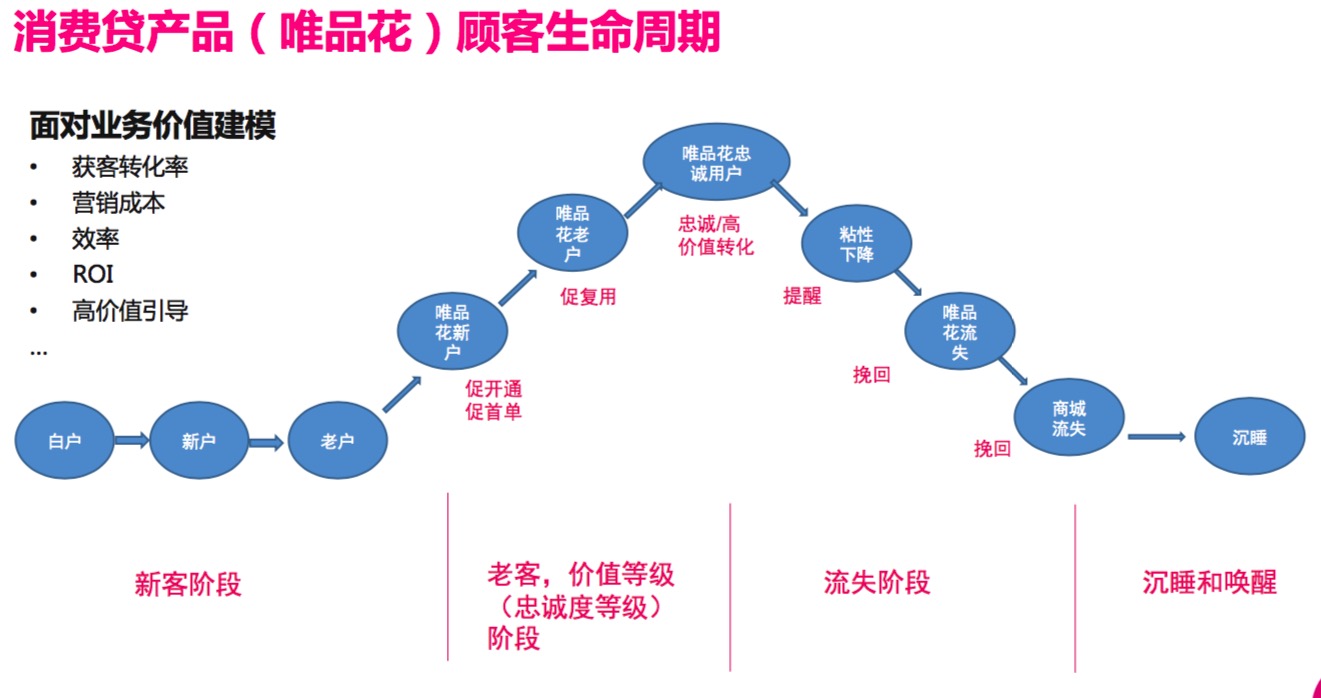 消费贷产品（唯品花）顾客生命周期
面对业务价值建模
• 获客转化率
• 营销成本
• 效率
• ROI
• 高价值引导
...
白户
新户
老户
唯品
花新
户
促开通
促首单
唯品
花老
户
促复用
唯品花忠
诚用户
忠诚/高
价值转化
粘性
下降
提醒
唯品
花流
失
挽回
商城
流失
挽回
沉睡
新客阶段
老客，价值等级
（忠诚度等级）
阶段
流失阶段
沉睡和唤醒